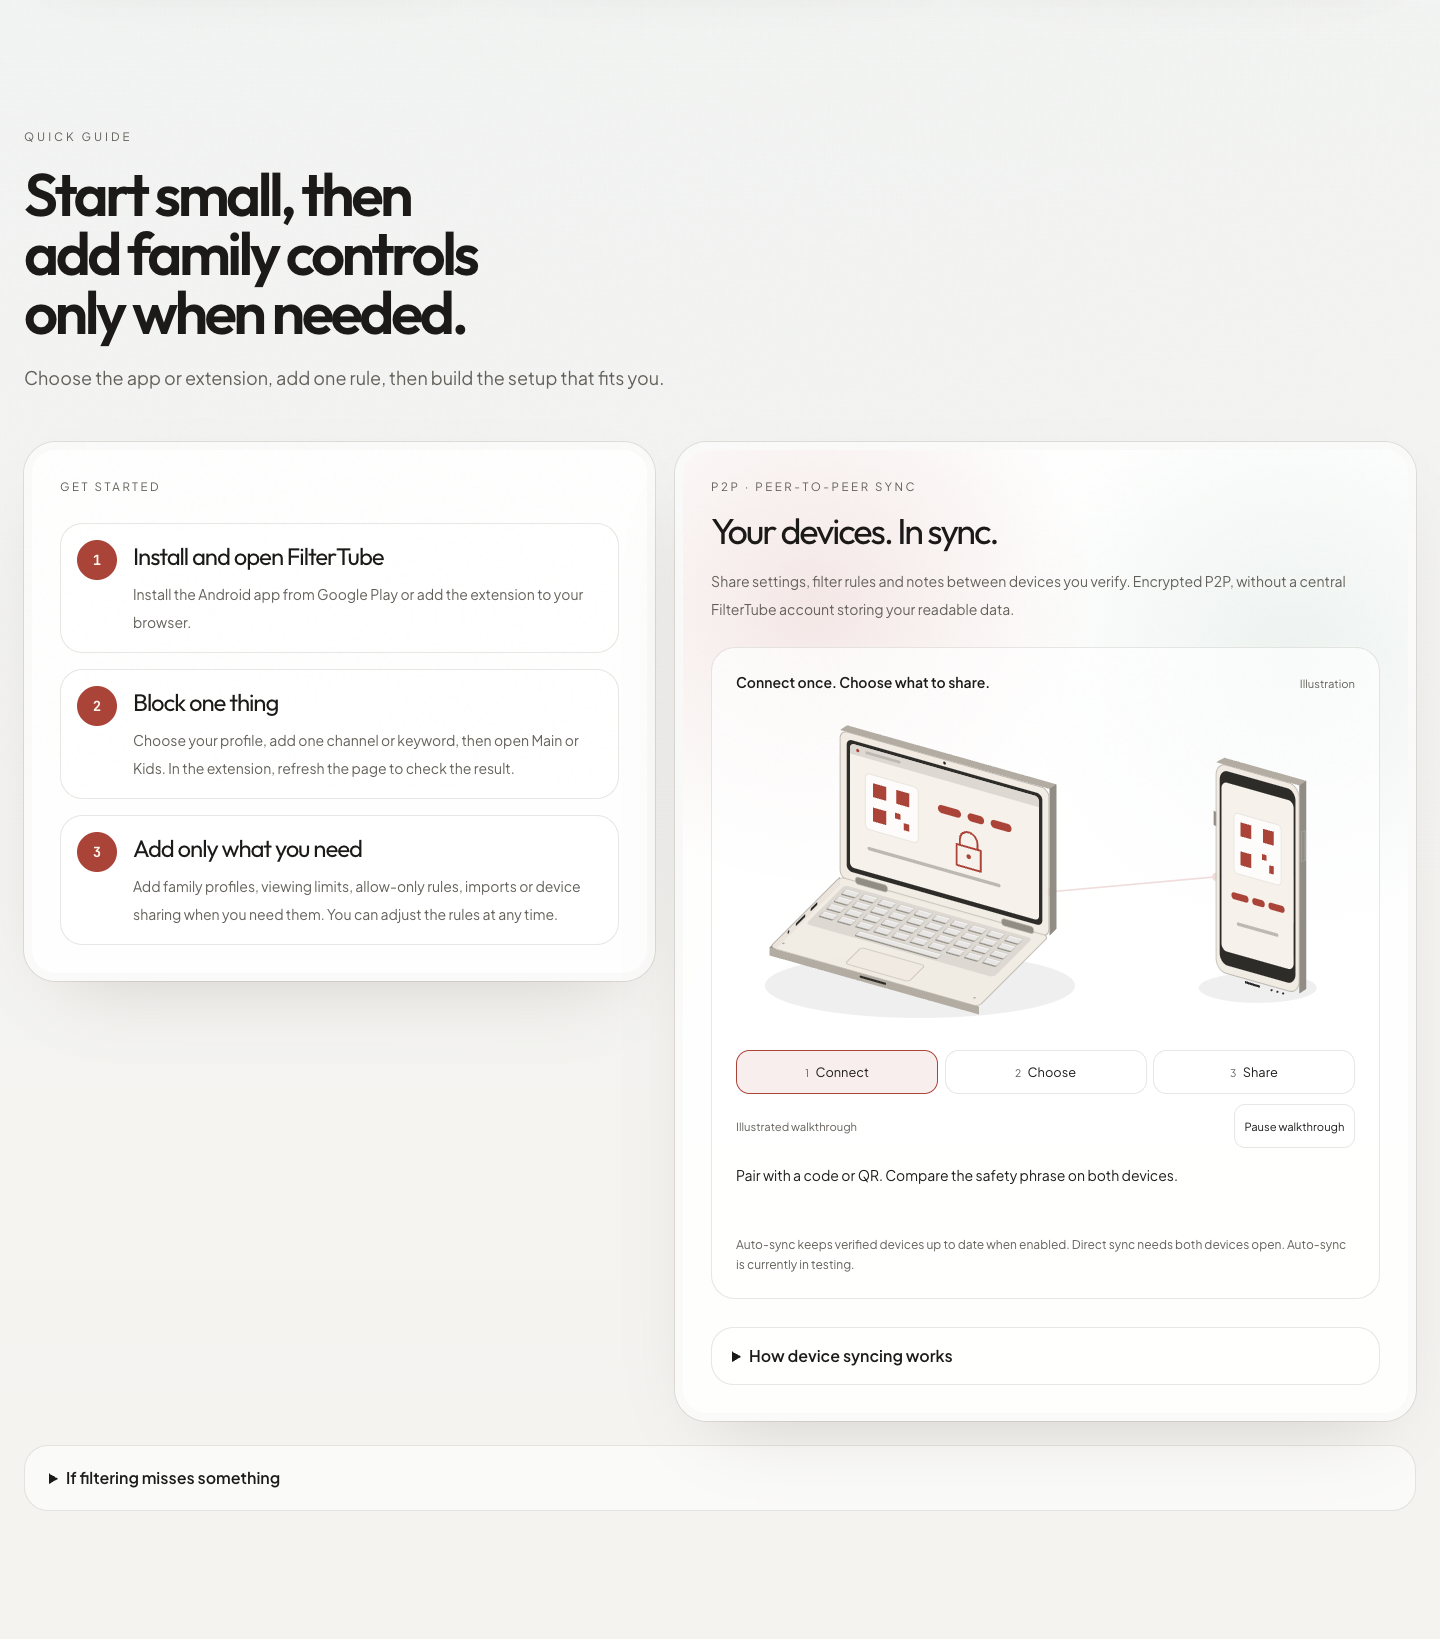 QUICK GUIDE
Start small, then
add family controls
only when needed.
Choose the app or extension, add one rule, then build the setup that fits you.
GET STARTED
1
Install and open FilterTube
Install the Android app from Google Play or add the extension to your
browser.
2
Block one thing
Choose your profile, add one channel or keyword, then open Main or
Kids. In the extension, refresh the page to check the result.
3
Add only what you need
Add family profiles, viewing limits, allow-only rules, imports or device
sharing when you need them. You can adjust the rules at any time.
P2P · PEER-TO-PEER SYNC
Your devices. In sync.
Share settings, filter rules and notes between devices you verify. Encrypted P2P, without a central
FilterTube account storing your readable data.
Connect once. Choose what to share.
Illustration
1 Connect
2 Choose
3 Share
Illustrated walkthrough
Pause walkthrough
Pair with a code or QR. Compare the safety phrase on both devices.
Auto-sync keeps verified devices up to date when enabled. Direct sync needs both devices open. Auto-sync
is currently in testing.
How device syncing works
If filtering misses something